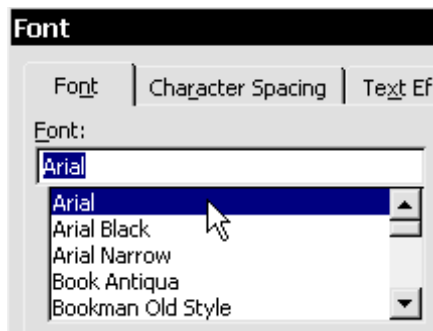 Font
Font Character Spacing Text Ef
Font:
Arial
Arial
Arial Black
Arial Narrow
Book Antiqua
Bookman Old Style